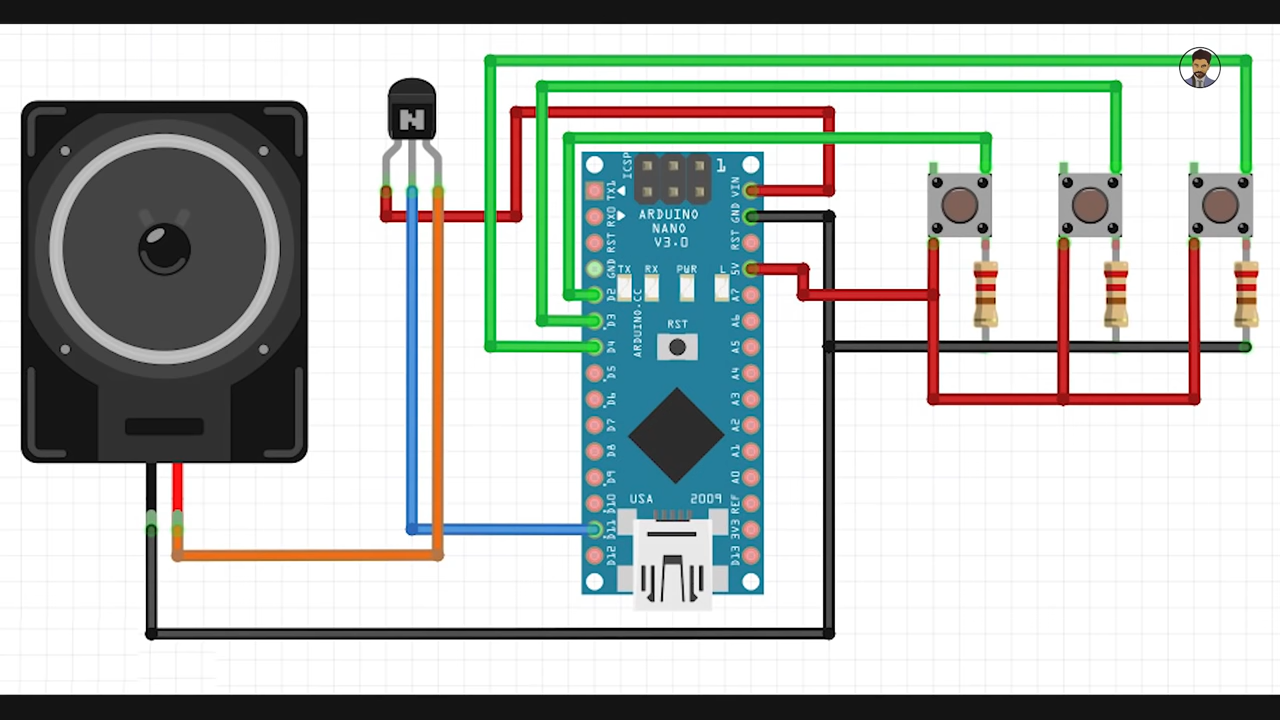 N
ICSP
1
TX1
RX0
RST
GND
D2
D3
D4
D5
D6
D7
D8
D9
D10
D11
D12
ARDUINO
NANO
V3.0
TX
RX
PWR
L
ARDUINO.CC
RST
USA
2009
VIN
GND
RST
5V
A7
A6
A5
A4
A3
A2
A1
A0
REF
3V3
D13